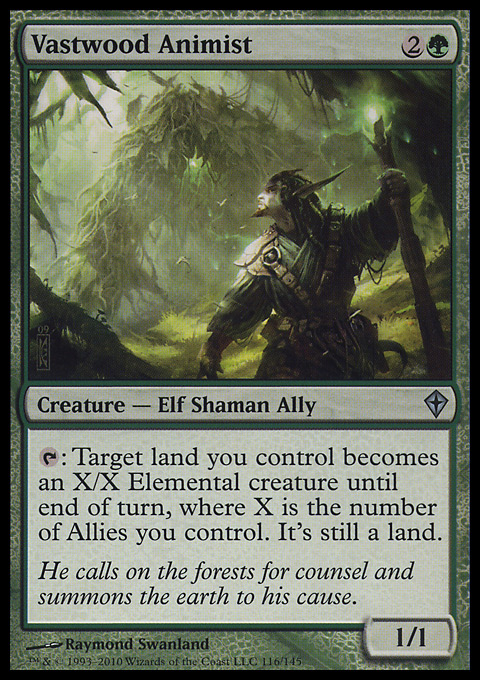 Vastwood Animist
2
Creature — Elf Shaman Ally
: Target land you control becomes
an X/X Elemental creature until
end of turn, where X is the number
of Allies you control. It's still a land.
He calls on the forests for counsel and
summons the earth to his cause.
Raymond Swanland
1/1
™ & © 1993–2010 Wizards of the Coast LLC 116/145